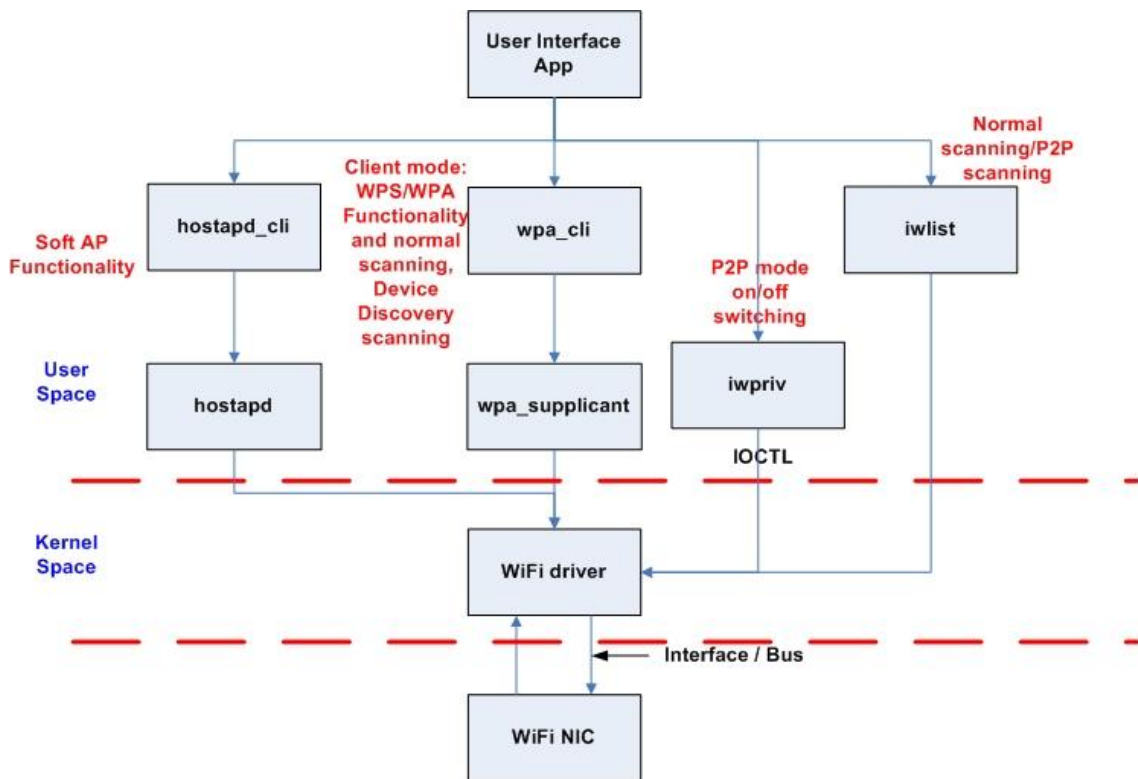 User Interface
App
Normal
scanning/P2P
scanning
Client mode:
WPS/WPA
Functionality
and normal
scanning,
Device
Discovery
scanning
hostapd_cli
wpa_cli
iwlist
Soft AP
Functionality
P2P mode
on/off
switching
User
Space
hostapd
wpa_supplicant
iwpriv
IOCTL
Kernel
Space
WiFi driver
Interface / Bus
WiFi NIC